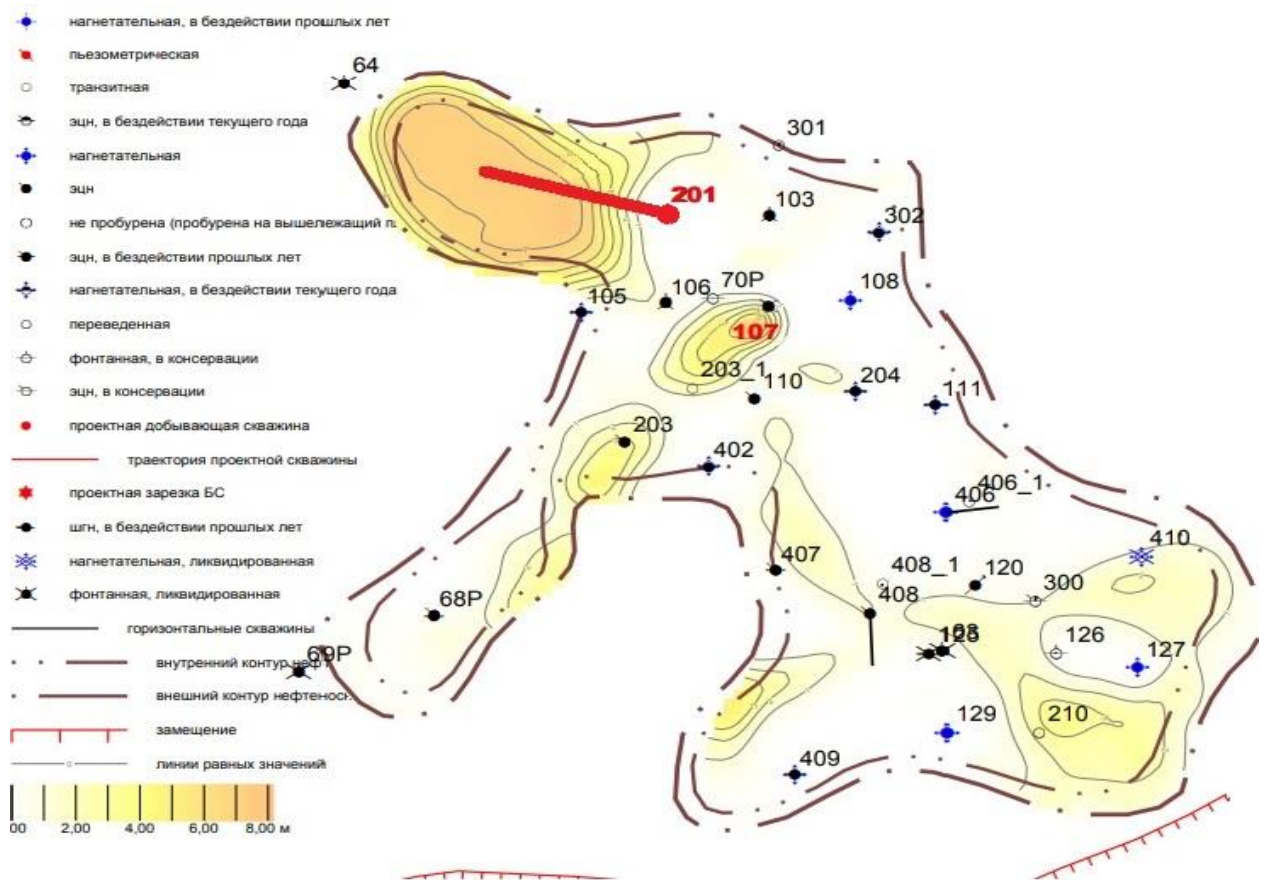 нагнетательная, в бездействии прошлых лет
пьезометрическая
транзитная
эцн, в бездействии текущего года
нагнетательная
эцн
не пробурена (пробурена на вышележащий п
эцн, в бездействии прошлых лет
нагнетательная, в бездействии текущего года
переведенная
фонтанная, в консервации
эцн, в консервации
проектная добывающая скважина
траектория проектной скважины
проектная зарезка БС
шгн, в бездействии прошлых лет
нагнетательная, ликвидированная
фонтанная, ликвидированная
горизонтальные скважины
внутренний контур нефт
внешний контур нефтеносн
замещение
линии равных значений
00 2,00 4,00 6,00 8,00 м
64
301
201
103
302
105
106
70Р
108
107
203_1
110
204
111
203
402
406
406_1
410
407
408_1
408
120
300
68Р
126
127
69Р
129
210
409